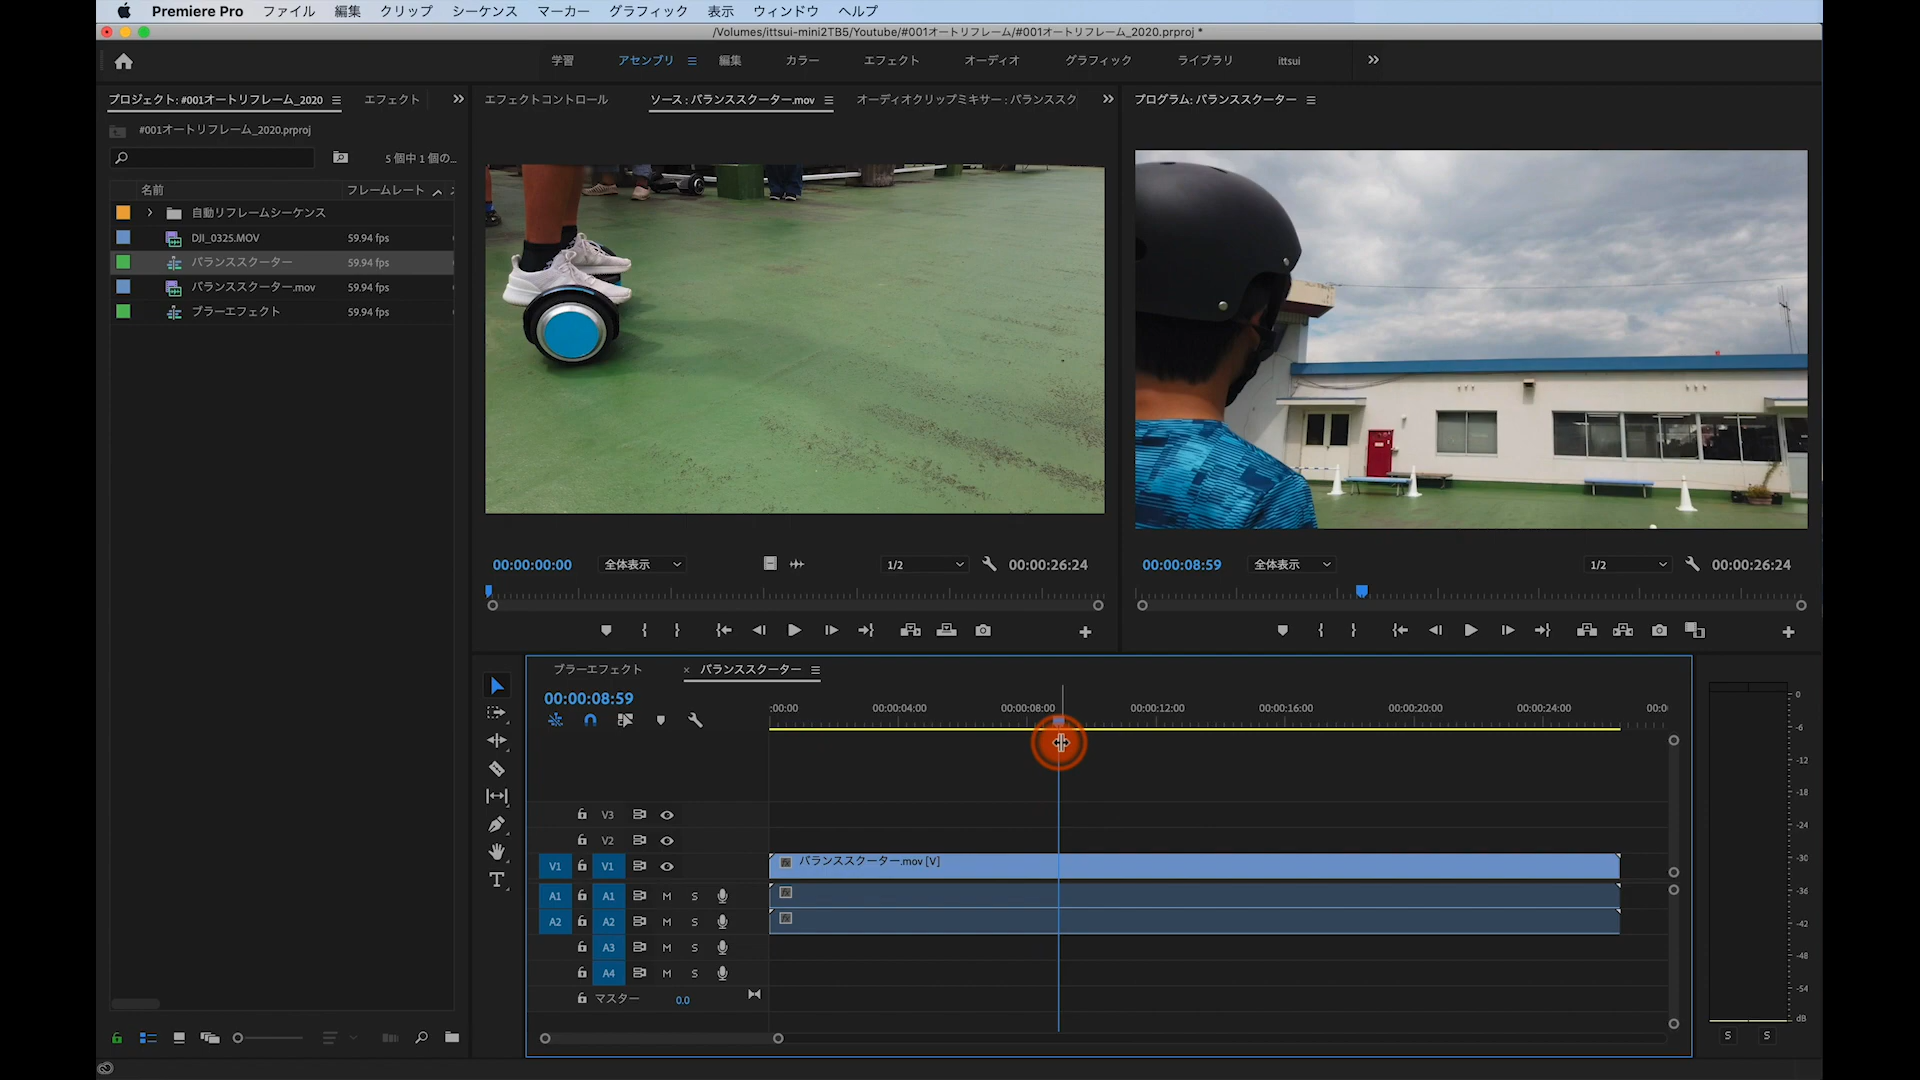 Premiere Pro ファイル 編集 クリップ シーケンス マーカー グラフィック 表示 ウィンドウ ヘルプ
/Volumes/ittsui-mini2TB5/Youtube/#001オートリフレーム/#001オートリフレーム_2020.prproj *
学習 アセンブリ 編集 カラー エフェクト オーディオ グラフィック ライブラリ ittsui
プロジェクト: #001オートリフレーム_2020 エフェクト
エフェクトコントロール ソース : バランススクーター.mov オーディオクリップミキサー : バランススク
プログラム: バランススクーター
#001オートリフレーム_2020.prproj
5 個中 1 個の...
名前 フレームレート
自動リフレームシーケンス
DJI_0325.MOV 59.94 fps
バランススクーター 59.94 fps
バランススクーター.mov 59.94 fps
ブラーエフェクト 59.94 fps
00:00:00:00 全体表示 1/2 00:00:26:24
00:00:08:59 全体表示 1/2 00:00:26:24
ブラーエフェクト × バランススクーター
00:00:08:59
:00:00 00:00:04:00 00:00:08:00 00:00:12:00 00:00:16:00 00:00:20:00 00:00:24:00 00:0
V3
V2
V1 V1 バランススクーター.mov [V]
A1 A1 M S
A2 A2 M S
A3 M S
A4 M S
マスター 0.0
0
-6
-12
-18
-24
-30
-36
-42
-48
-54
dB
S S